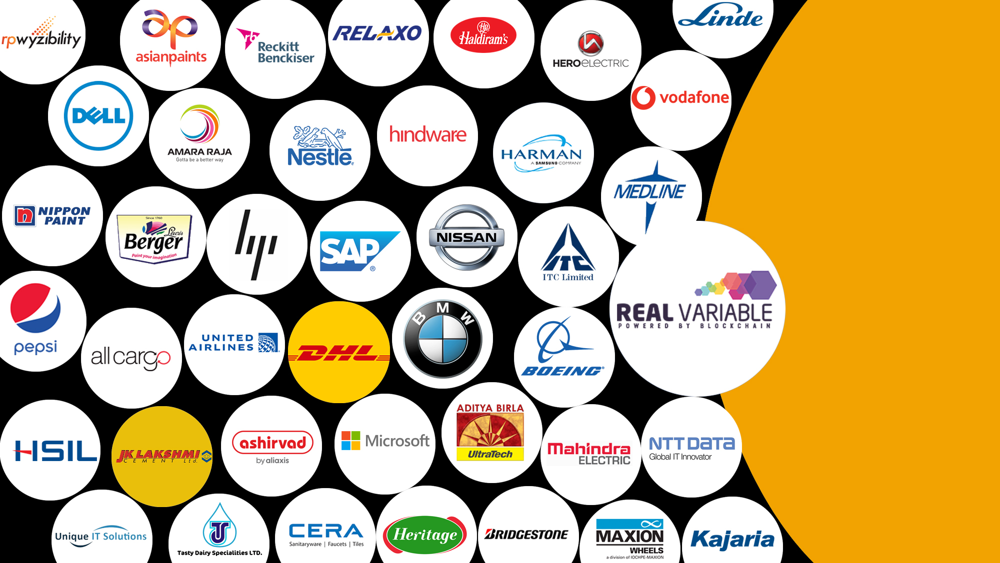 rpwyzibility
ap
asianpaints
rb
Reckitt
Benckiser
RELAXO
HR
Haldiram's
HEROELECTRIC
Linde
vodafone
DELL
AMARA RAJA
Gotta be a better way
Nestlé
hindware
HARMAN
A SAMSUNG COMPANY
MEDLINE
n
NIPPON
PAINT
Since 1760
Lewis
Berger
Paint your imagination
hp
SAP
®
NISSAN
ITC
ITC Limited
REAL VARIABLE
POWERED BY BLOCKCHAIN
pepsi
allcargo
UNITED
AIRLINES
DHL
BMW
BOEING®
HSIL
JK LAKSHMI
CEMENT Ltd.
ashirvad
by aliaxis
Microsoft
ADITYA BIRLA
UltraTech
Mahindra
ELECTRIC
NTT DATA
Global IT Innovator
Unique IT Solutions
Tasty Dairy Specialities LTD.
CERA
Sanitaryware | Faucets | Tiles
Heritage
BRIDGESTONE
MAXION
WHEELS
a division of IOCHPE-MAXION
Kajaria